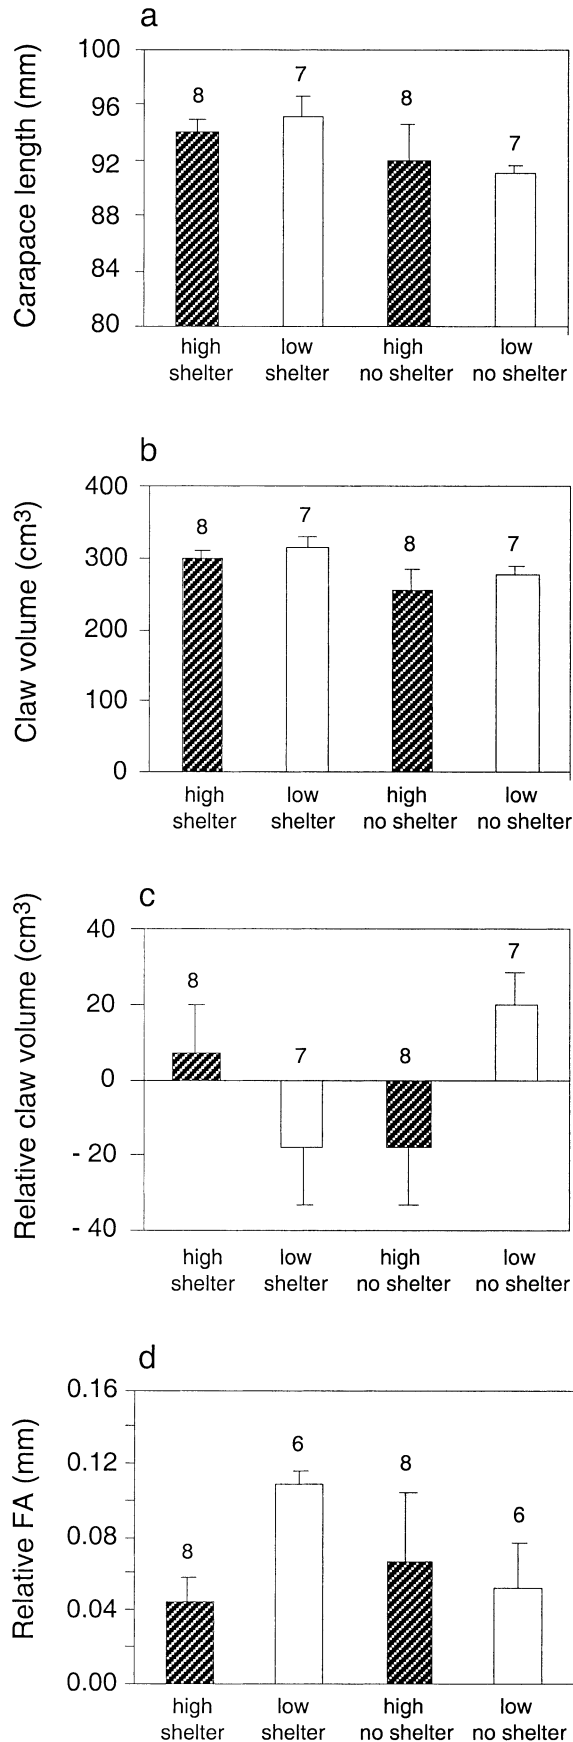 a
Carapace length (mm)
100
96
92
88
84
80
8
7
8
7
high low high low
shelter shelter no shelter no shelter
b
Claw volume (cm3)
400
300
200
100
0
8
7
8
7
high low high low
shelter shelter no shelter no shelter
c
Relative claw volume (cm3)
40
20
0
- 20
- 40
8
7
8
7
high low high low
shelter shelter no shelter no shelter
d
Relative FA (mm)
0.16
0.12
0.08
0.04
0.00
8
6
8
6
high low high low
shelter shelter no shelter no shelter